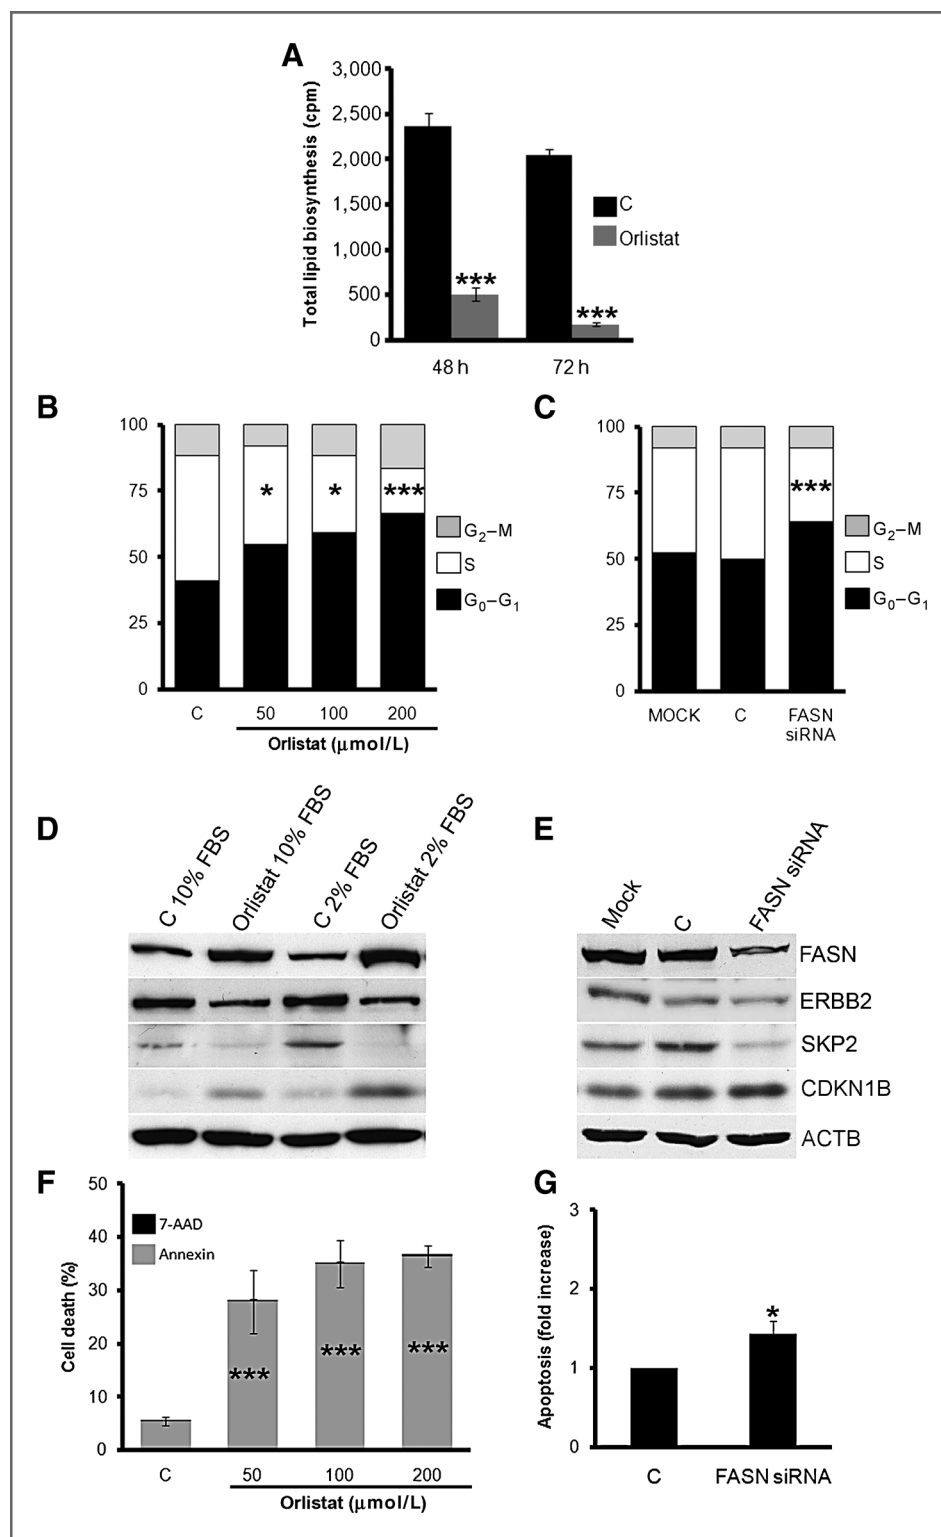 A
Total lipid biosynthesis (cpm)
3,000
2,500
2,000
1,500
1,000
500
0
***
***
C
Orlistat
48 h
72 h
B
100
75
50
25
0
*
*
***
G2–M
S
G0–G1
C
50
100
200
Orlistat (μmol/L)
C
100
75
50
25
0
***
G2–M
S
G0–G1
MOCK
C
FASN
siRNA
D
C 10% FBS
Orlistat 10% FBS
C 2% FBS
Orlistat 2% FBS
E
Mock
C
FASN siRNA
FASN
ERBB2
SKP2
CDKN1B
ACTB
F
Cell death (%)
50
40
30
20
10
0
7-AAD
Annexin
***
***
***
C
50
100
200
Orlistat (μmol/L)
G
Apoptosis (fold increase)
3
2
1
0
*
C
FASN siRNA